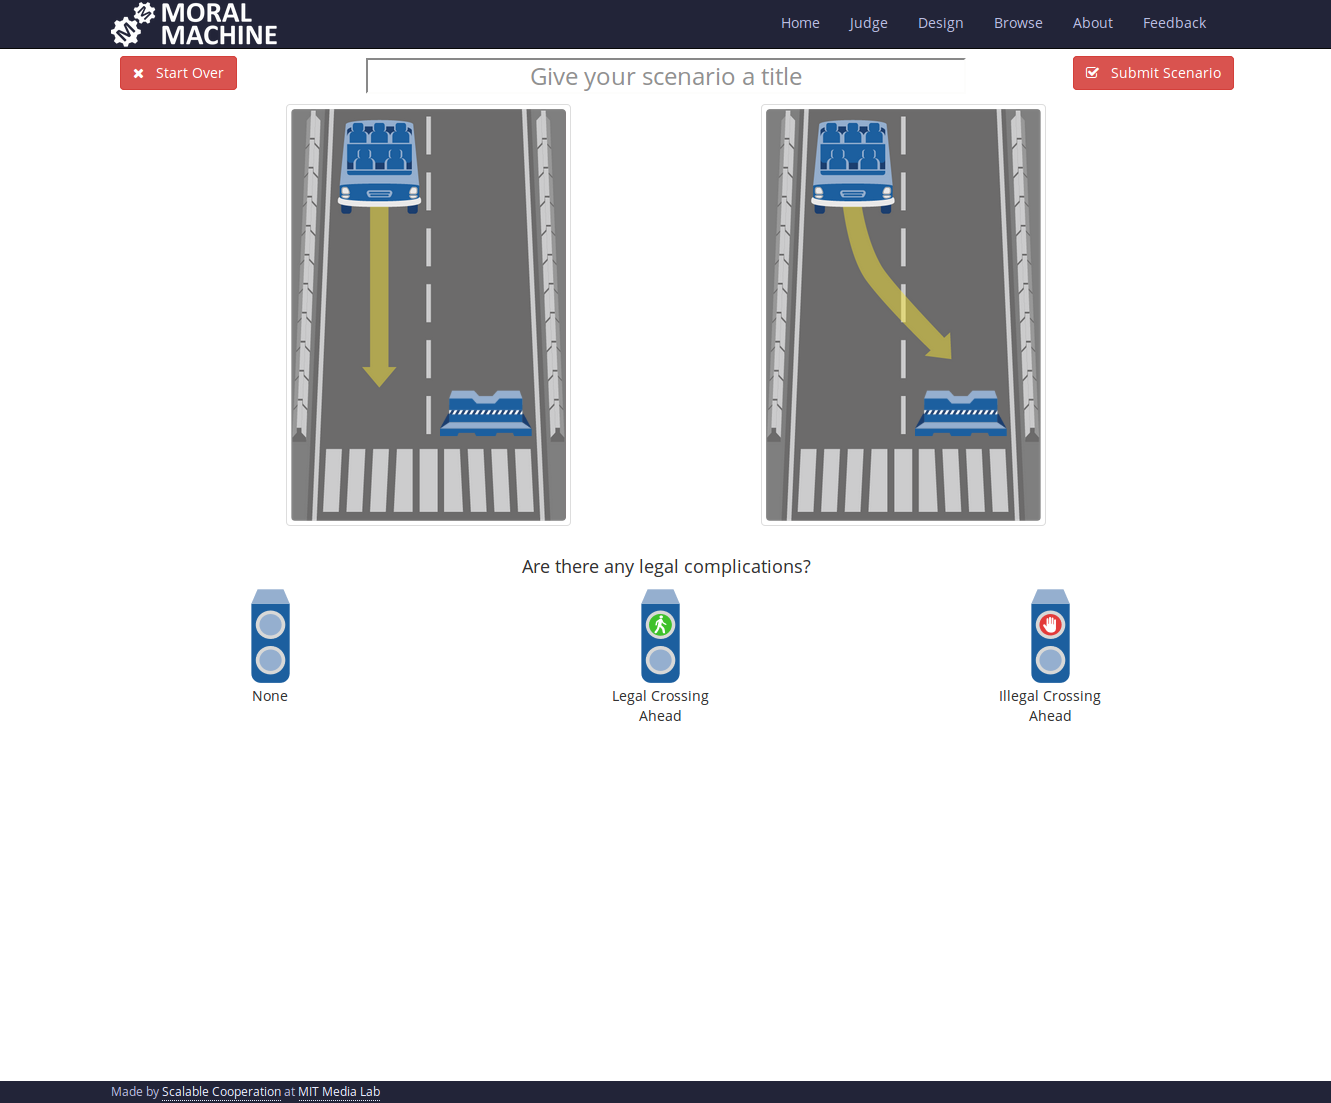 MORAL
MACHINE
Home Judge Design Browse About Feedback
Start Over
Give your scenario a title
Submit Scenario
Are there any legal complications?
None
Legal Crossing
Ahead
Illegal Crossing
Ahead
Made by Scalable Cooperation at MIT Media Lab